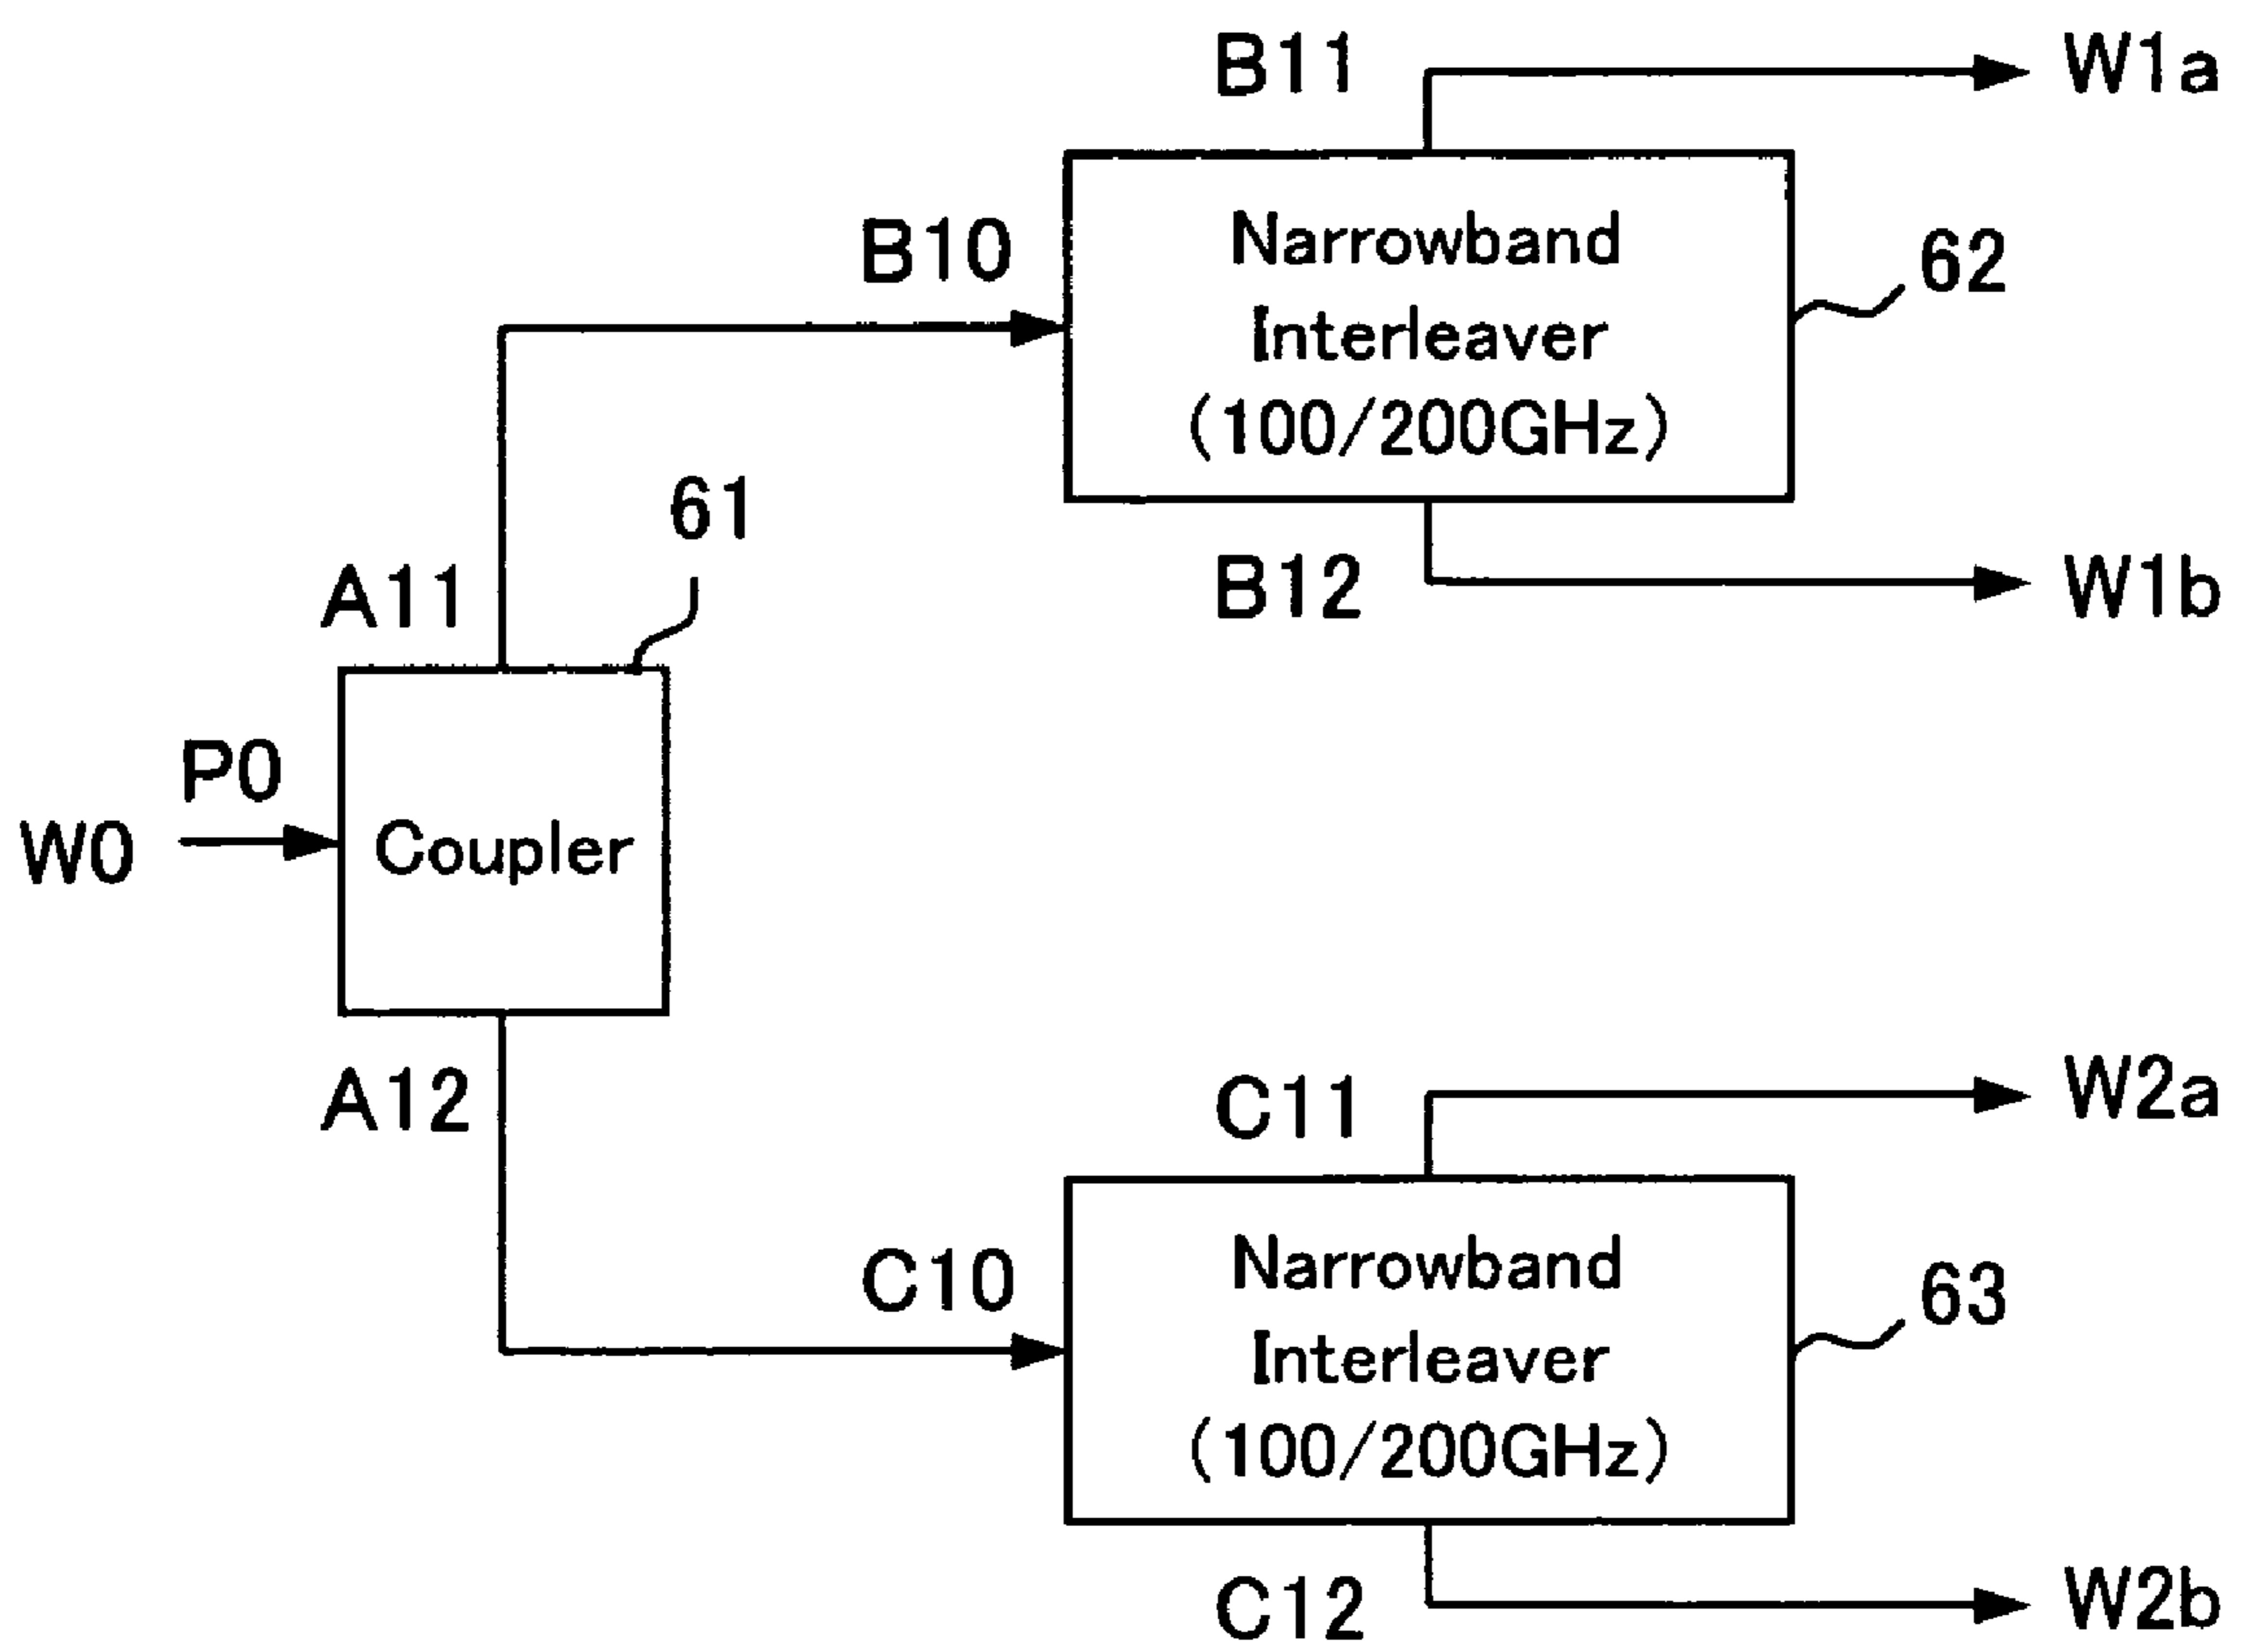 B11
W1a
B10
Narrowband
Interleaver
(100/200GHz)
62
61
A11
B12
W1b
P0
W0
Coupler
A12
C11
W2a
C10
Narrowband
Interleaver
(100/200GHz)
63
C12
W2b